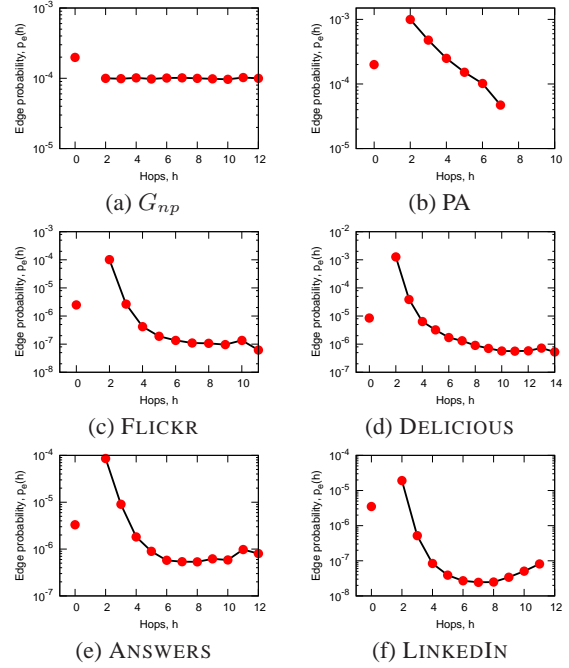 10^-3
10^-4
10^-5
0 2 4 6 8 10 12
Edge probability, p_e(h)
Hops, h
(a) G_np
10^-3
10^-4
10^-5
0 2 4 6 8 10
Edge probability, p_e(h)
Hops, h
(b) PA
10^-3
10^-4
10^-5
10^-6
10^-7
10^-8
0 2 4 6 8 10
Edge probability, p_e(h)
Hops, h
(c) FLICKR
10^-2
10^-3
10^-4
10^-5
10^-6
10^-7
10^-8
0 2 4 6 8 10 12 14
Edge probability, p_e(h)
Hops, h
(d) DELICIOUS
10^-4
10^-5
10^-6
10^-7
0 2 4 6 8 10 12
Edge probability, p_e(h)
Hops, h
(e) ANSWERS
10^-4
10^-5
10^-6
10^-7
10^-8
0 2 4 6 8 10 12
Edge probability, p_e(h)
Hops, h
(f) LINKEDIN